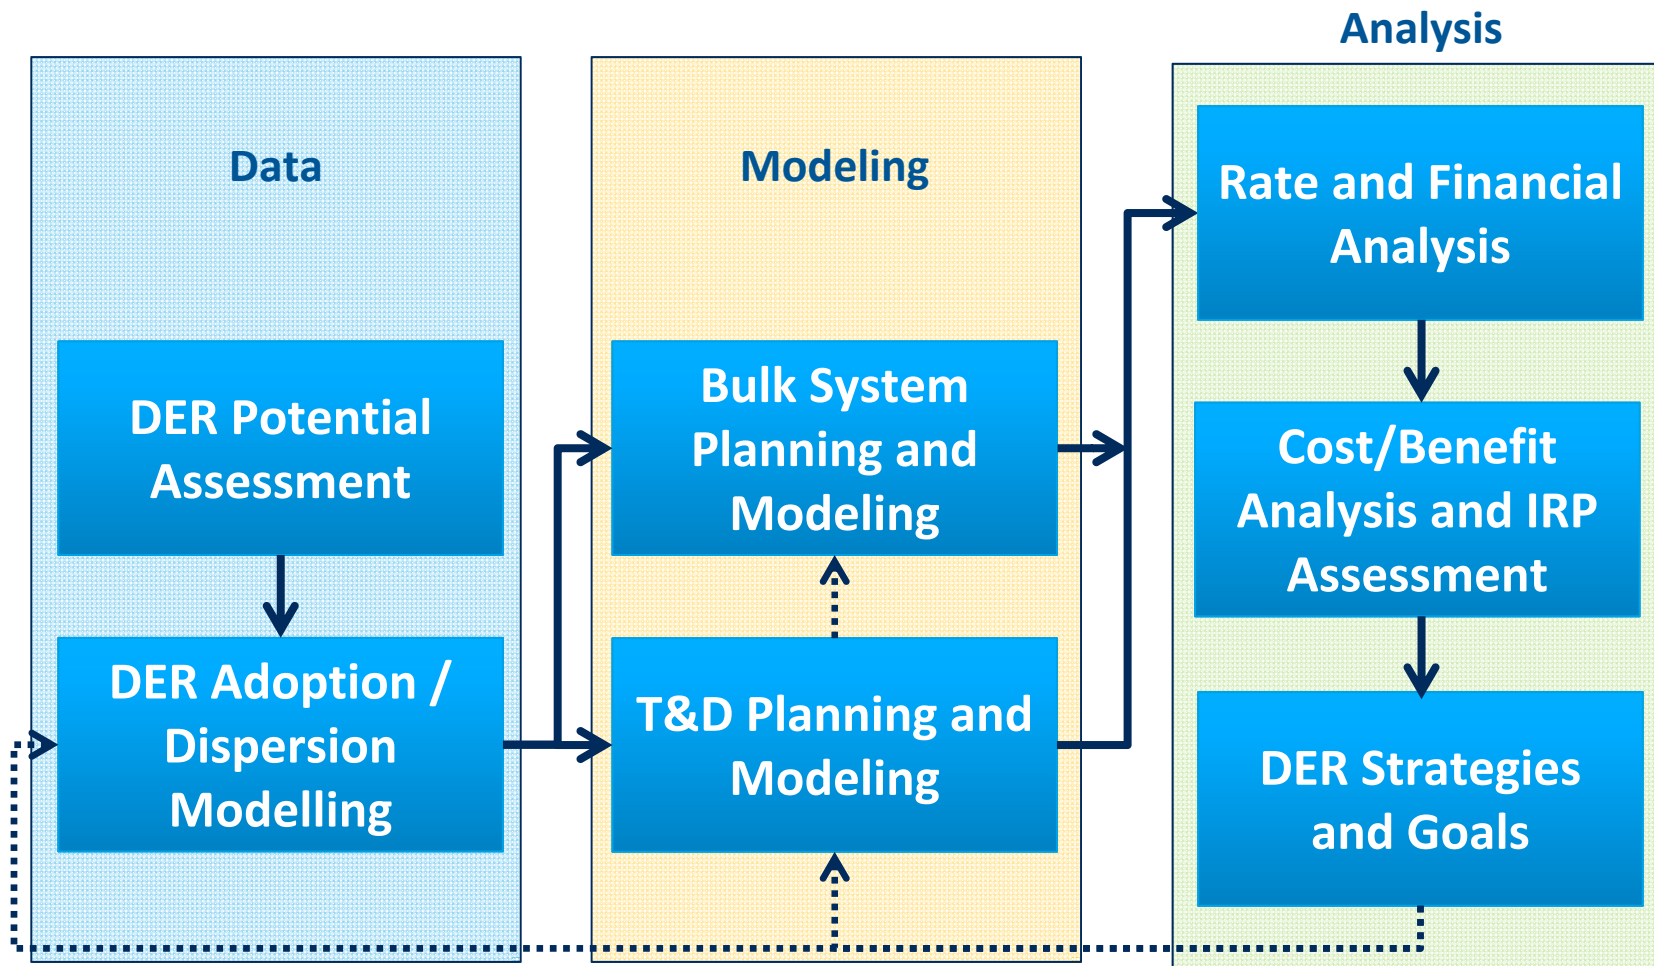 Data
DER Potential
Assessment
DER Adoption /
Dispersion
Modelling
Modeling
Bulk System
Planning and
Modeling
T&D Planning and
Modeling
Analysis
Rate and Financial
Analysis
Cost/Benefit
Analysis and IRP
Assessment
DER Strategies
and Goals